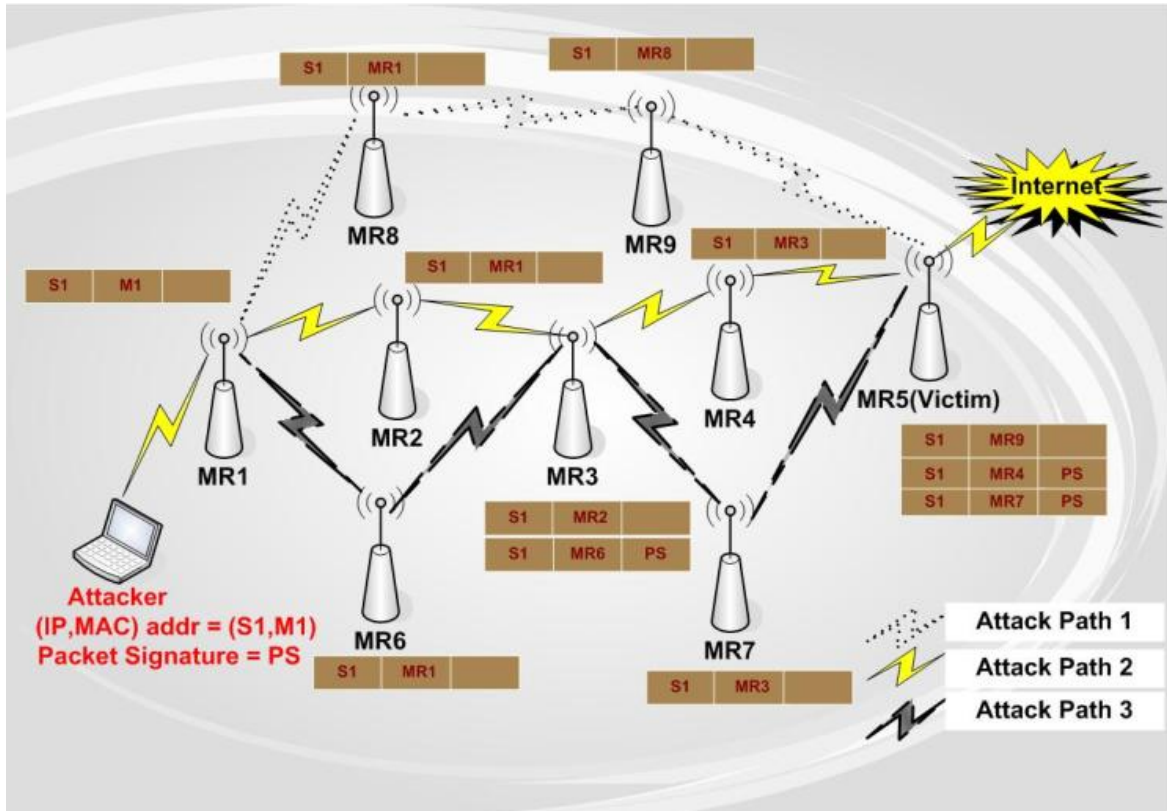 S1 MR1
S1 MR8
MR8
MR9
Internet
S1 M1
S1 MR1
S1 MR3
MR1
MR2
MR3
MR4
MR5(Victim)
S1 MR9
S1 MR4 PS
S1 MR7 PS
S1 MR2
S1 MR6 PS
Attacker
(IP,MAC) addr = (S1,M1)
Packet Signature = PS
MR6
S1 MR1
MR7
S1 MR3
Attack Path 1
Attack Path 2
Attack Path 3